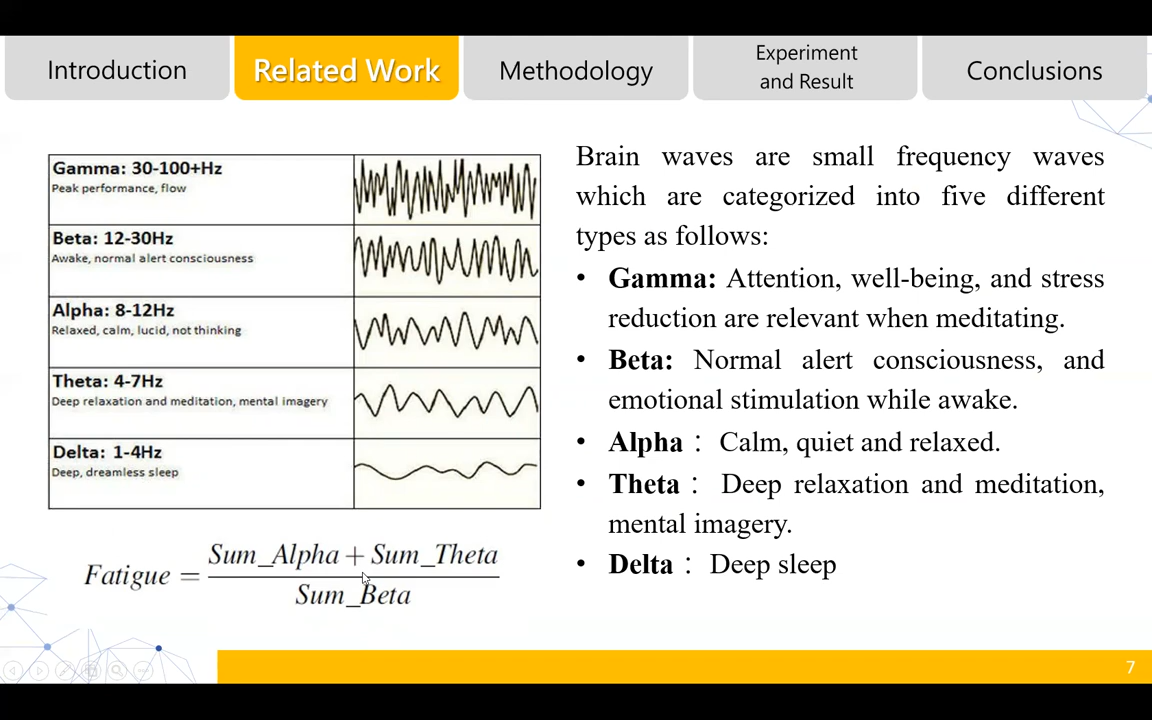 Introduction
Related Work
Methodology
Experiment
and Result
Conclusions
Gamma: 30-100+Hz
Peak performance, flow
Beta: 12-30Hz
Awake, normal alert consciousness
Alpha: 8-12Hz
Relaxed, calm, lucid, not thinking
Theta: 4-7Hz
Deep relaxation and meditation, mental imagery
Delta: 1-4Hz
Deep, dreamless sleep
Fatigue = (Sum_Alpha + Sum_Theta) / Sum_Beta
Brain waves are small frequency waves
which are categorized into five different
types as follows:
• Gamma: Attention, well-being, and stress
reduction are relevant when meditating.
• Beta: Normal alert consciousness, and
emotional stimulation while awake.
• Alpha： Calm, quiet and relaxed.
• Theta： Deep relaxation and meditation,
mental imagery.
• Delta： Deep sleep
7